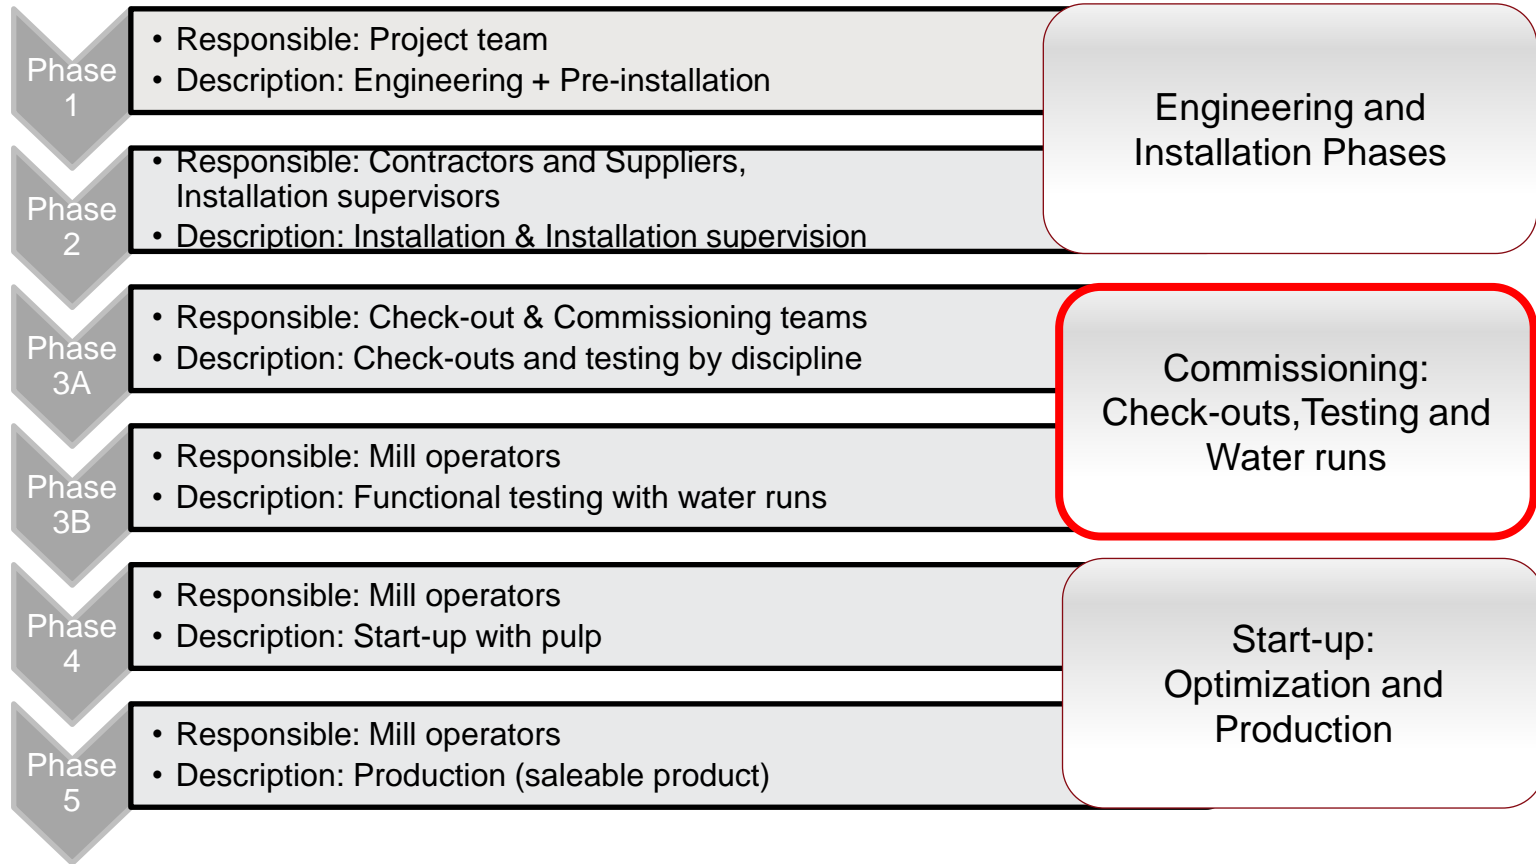 Phase
1
• Responsible: Project team
• Description: Engineering + Pre-installation
Engineering and
Installation Phases
Phase
2
• Responsible: Contractors and Suppliers,
Installation supervisors
• Description: Installation & Installation supervision
Phase
3A
• Responsible: Check-out & Commissioning teams
• Description: Check-outs and testing by discipline
Commissioning:
Check-outs,Testing and
Water runs
Phase
3B
• Responsible: Mill operators
• Description: Functional testing with water runs
Phase
4
• Responsible: Mill operators
• Description: Start-up with pulp
Start-up:
Optimization and
Production
Phase
5
• Responsible: Mill operators
• Description: Production (saleable product)